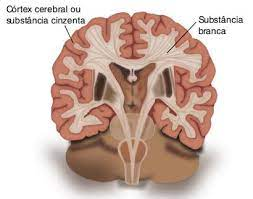 Córtex cerebral ou
substância cinzenta
Substância
branca